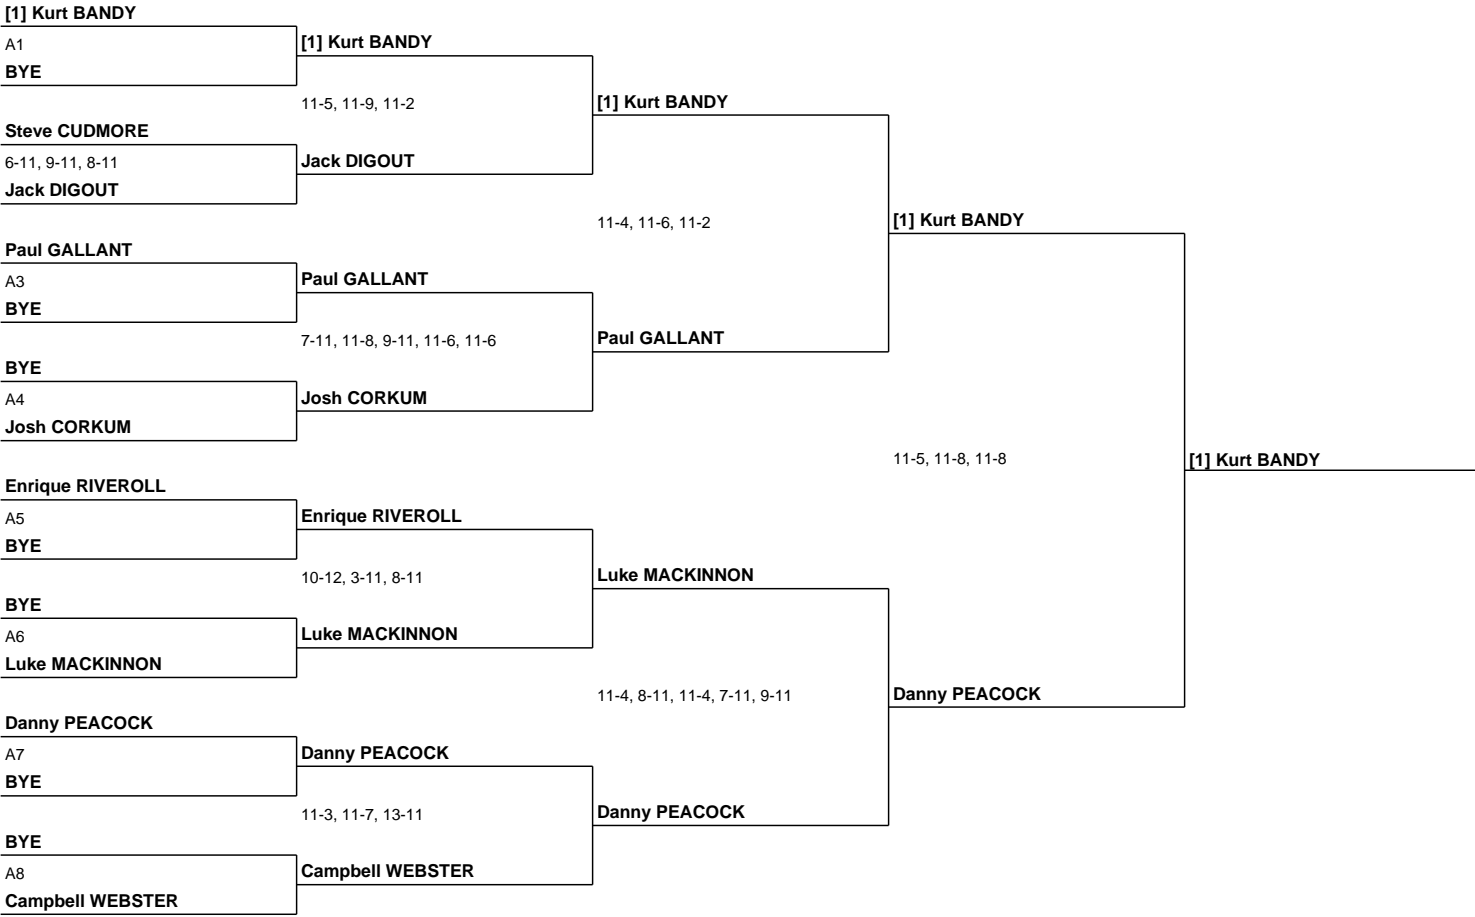 [1] Kurt BANDY
A1
BYE
Steve CUDMORE
6-11, 9-11, 8-11
Jack DIGOUT
Paul GALLANT
A3
BYE
BYE
A4
Josh CORKUM
Enrique RIVEROLL
A5
BYE
BYE
A6
Luke MACKINNON
Danny PEACOCK
A7
BYE
BYE
A8
Campbell WEBSTER
[1] Kurt BANDY
11-5, 11-9, 11-2
Jack DIGOUT
Paul GALLANT
7-11, 11-8, 9-11, 11-6, 11-6
Josh CORKUM
Enrique RIVEROLL
10-12, 3-11, 8-11
Luke MACKINNON
Danny PEACOCK
11-3, 11-7, 13-11
Campbell WEBSTER
[1] Kurt BANDY
11-4, 11-6, 11-2
Paul GALLANT
Luke MACKINNON
11-4, 8-11, 11-4, 7-11, 9-11
Danny PEACOCK
[1] Kurt BANDY
11-5, 11-8, 11-8
Danny PEACOCK
[1] Kurt BANDY